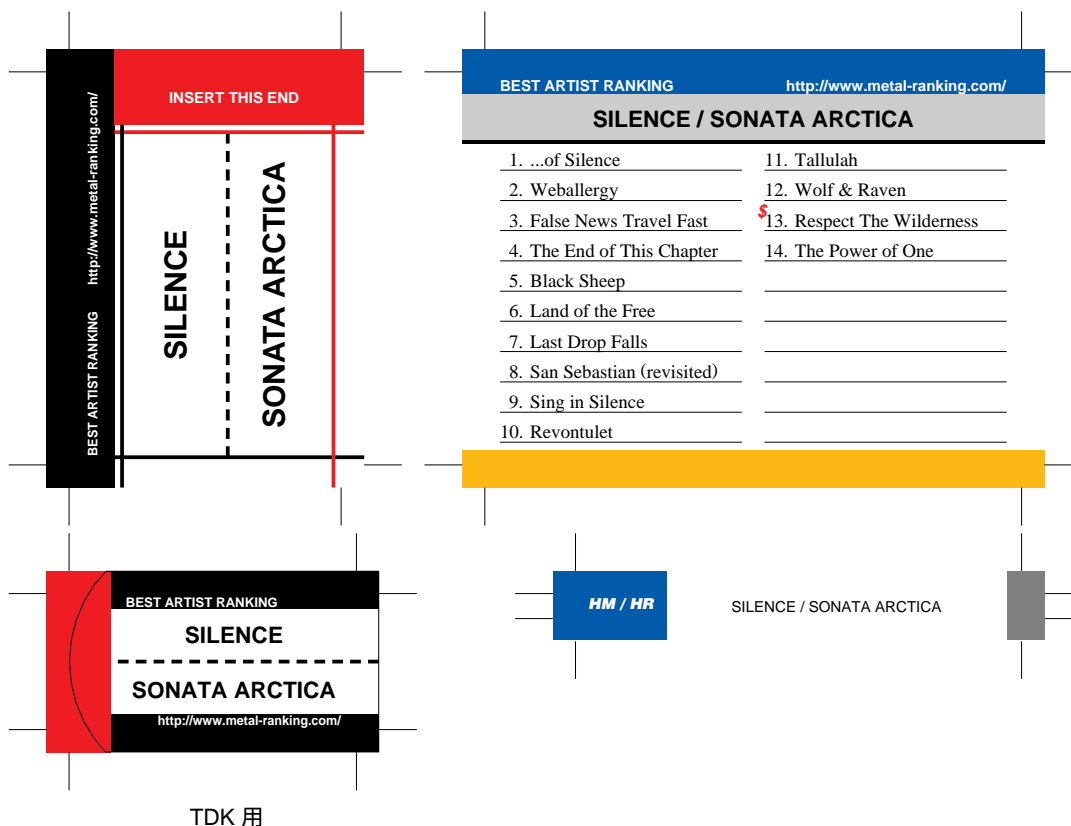 INSERT THIS END
BEST ARTIST RANKING http://www.metal-ranking.com/
SILENCE
SONATA ARCTICA
BEST ARTIST RANKING http://www.metal-ranking.com/
SILENCE / SONATA ARCTICA
1. ...of Silence
2. Weballergy
3. False News Travel Fast
4. The End of This Chapter
5. Black Sheep
6. Land of the Free
7. Last Drop Falls
8. San Sebastian (revisited)
9. Sing in Silence
10. Revontulet
11. Tallulah
12. Wolf & Raven
$13. Respect The Wilderness
14. The Power of One
BEST ARTIST RANKING
SILENCE
SONATA ARCTICA
http://www.metal-ranking.com/
HM / HR
SILENCE / SONATA ARCTICA
TDK 用